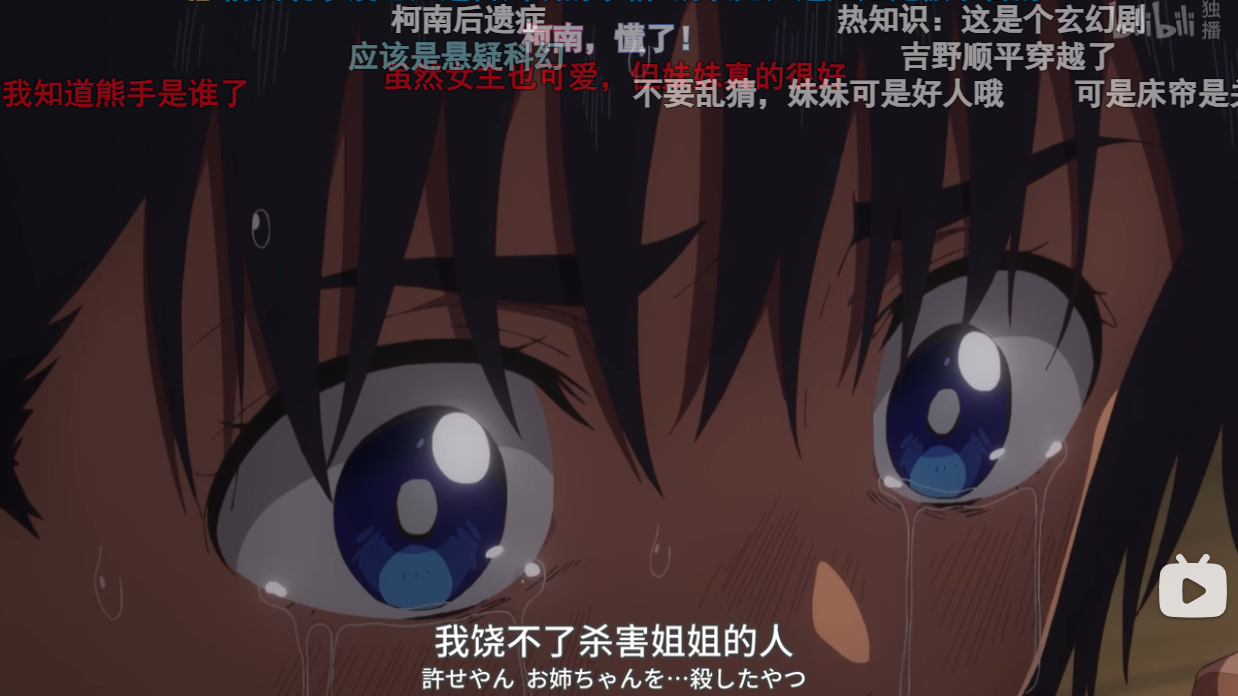 柯南后遗症
热知识：这是个玄幻剧
bilibili
独播
柯南，懂了！
应该是悬疑科幻
吉野顺平穿越了
虽然女主也可爱，但妹妹真的很好
我知道熊手是谁了
不要乱猜，妹妹可是好人哦
可是床帘是关
我饶不了杀害姐姐的人
許せやん お姉ちゃんを…殺したやつ